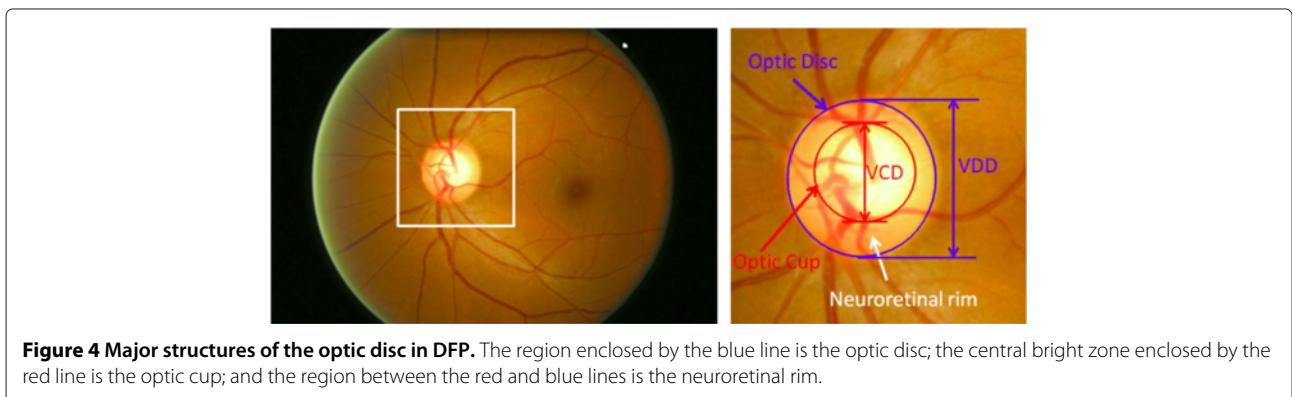 Optic Disc
VCD
VDD
Optic Cup
Neuroretinal rim
Figure 4 Major structures of the optic disc in DFP. The region enclosed by the blue line is the optic disc; the central bright zone enclosed by the
red line is the optic cup; and the region between the red and blue lines is the neuroretinal rim.